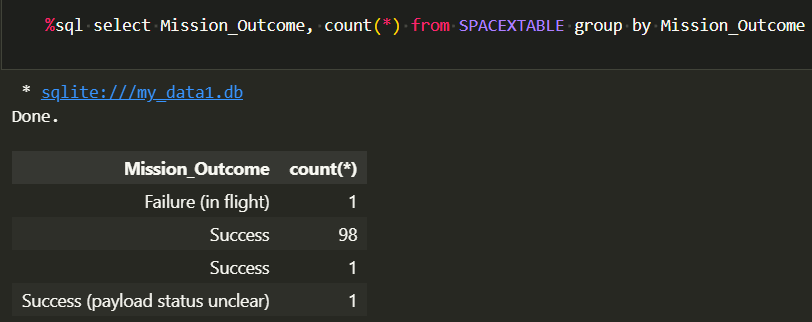 %sql select Mission_Outcome, count(*) from SPACEXTABLE group by Mission_Outcome
* sqlite:///my_data1.db
Done.
Mission_Outcome count(*)
Failure (in flight) 1
Success 98
Success 1
Success (payload status unclear) 1